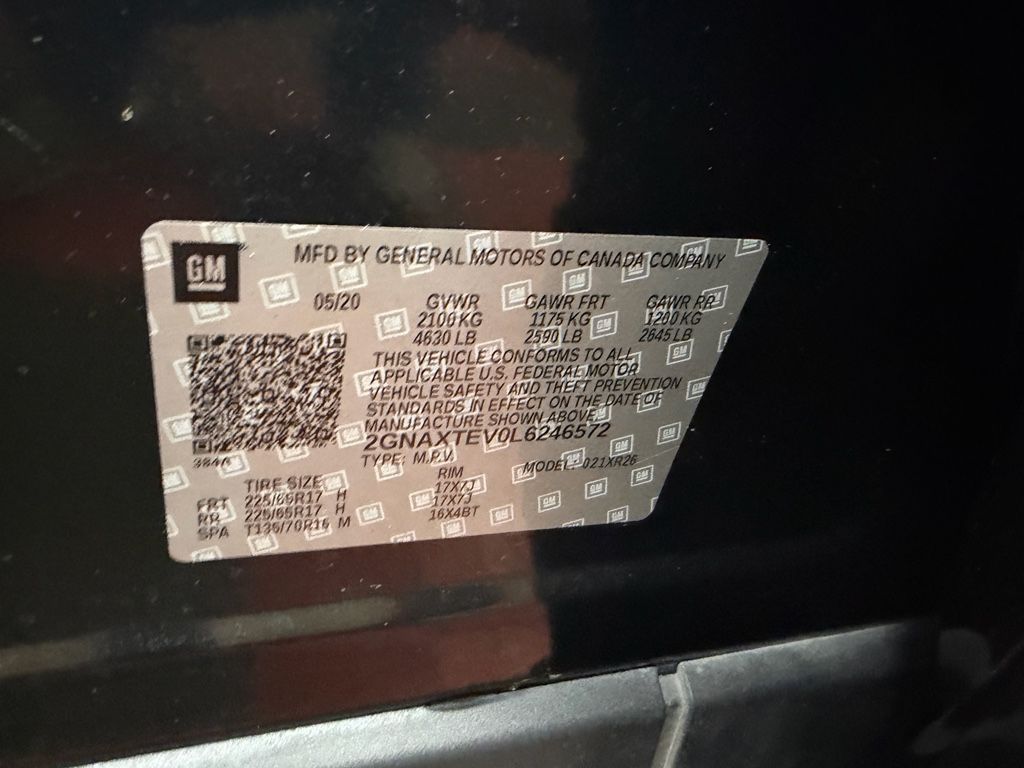 GM
MFD BY GENERAL MOTORS OF CANADA COMPANY
05/20 GVWR GAWR FRT GAWR RR
2100 KG 1175 KG 1200 KG
4630 LB 2590 LB 2645 LB
THIS VEHICLE CONFORMS TO ALL
APPLICABLE U.S. FEDERAL MOTOR
VEHICLE SAFETY AND THEFT PREVENTION
STANDARDS IN EFFECT ON THE DATE OF
MANUFACTURE SHOWN ABOVE.
2GNAXTEV0L6246572
384A
TYPE: M.P.V. MODEL: 021XR26
TIRE SIZE RIM
FRT 225/65R17 H 17X7J
RR 225/65R17 H 17X7J
SPA T135/70R16 M 16X4BT